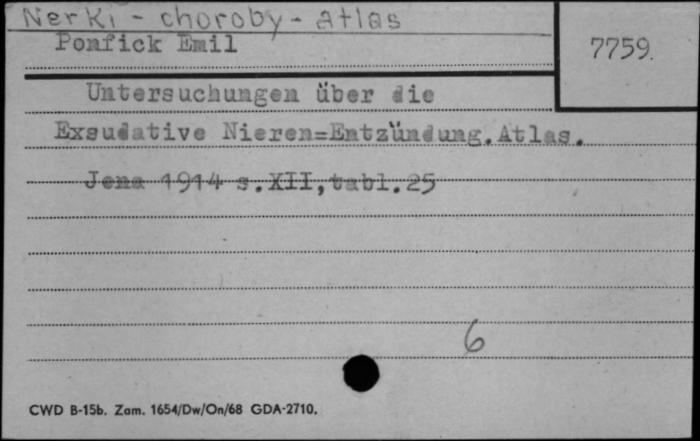 Nerki - choroby - atlas
Ponfick Emil
7759.
Untersuchungen über die
Exsudative Nieren=Entzündung.Atlas.
Jena 1914 s.XII,tabl.25
6
CWD B-15b. Zam. 1654/Dw/On/68 GDA-2710.